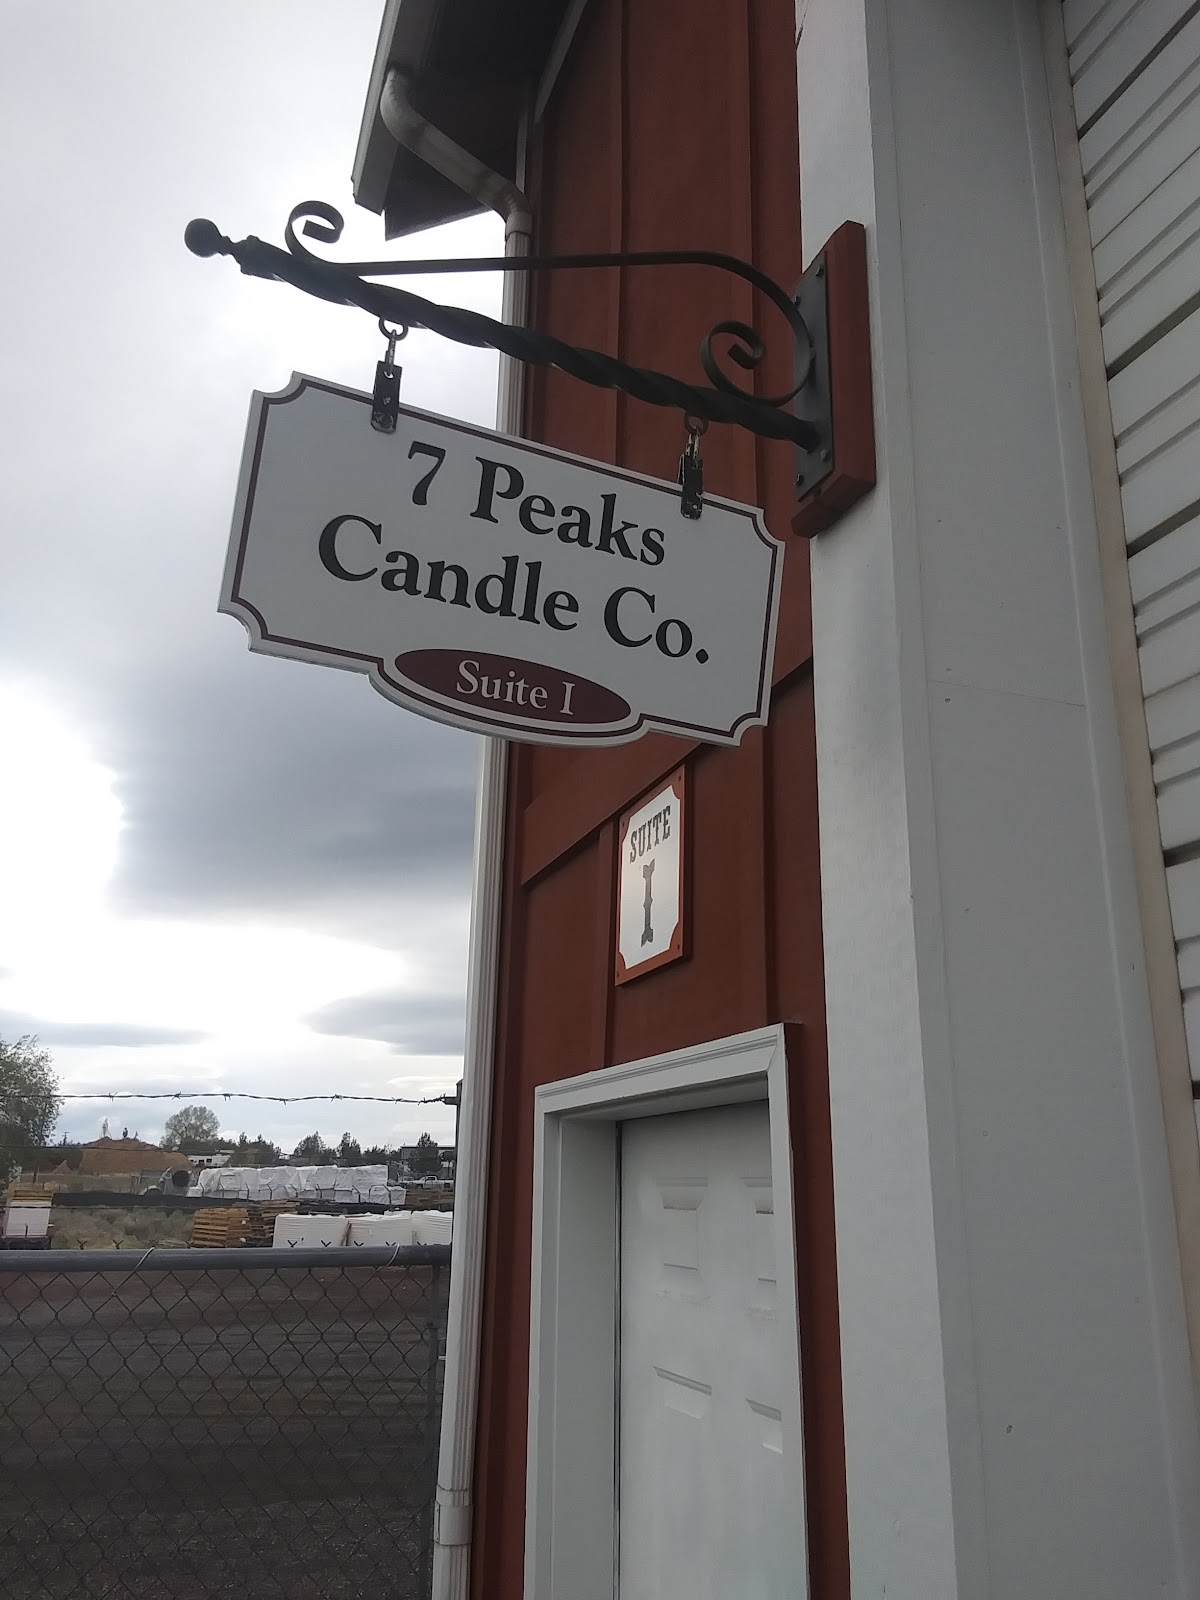 7 Peaks
Candle Co.
Suite I
SUITE
I